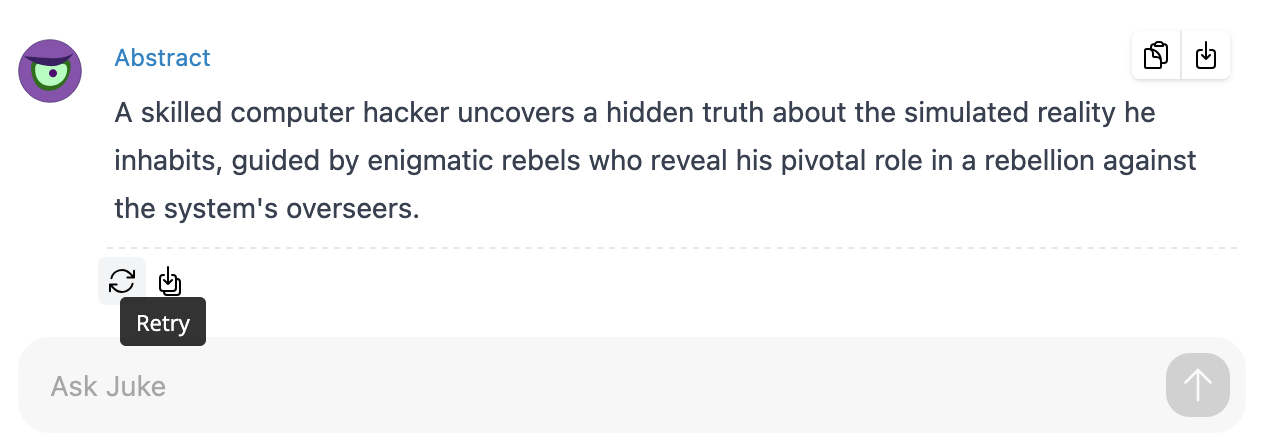 Abstract
A skilled computer hacker uncovers a hidden truth about the simulated reality he
inhabits, guided by enigmatic rebels who reveal his pivotal role in a rebellion against
the system's overseers.
Retry
Ask Juke